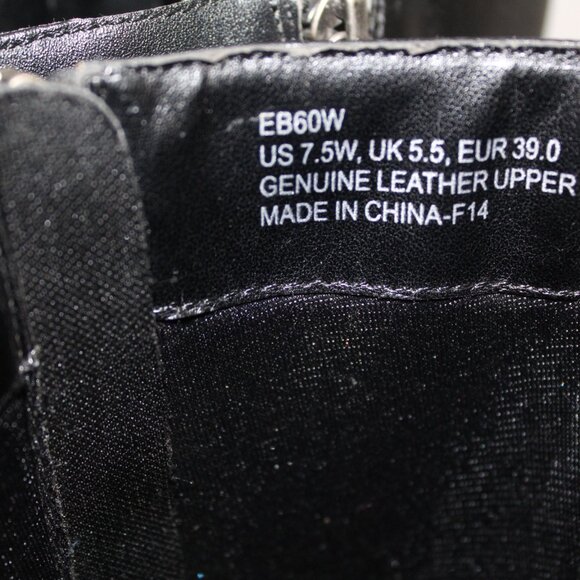 EB60W
US 7.5W, UK 5.5, EUR 39.0
GENUINE LEATHER UPPER
MADE IN CHINA-F14